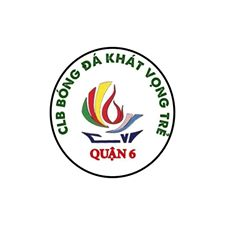 CLB BÓNG ĐÁ KHÁT VỌNG TRẺ
QUẬN 6